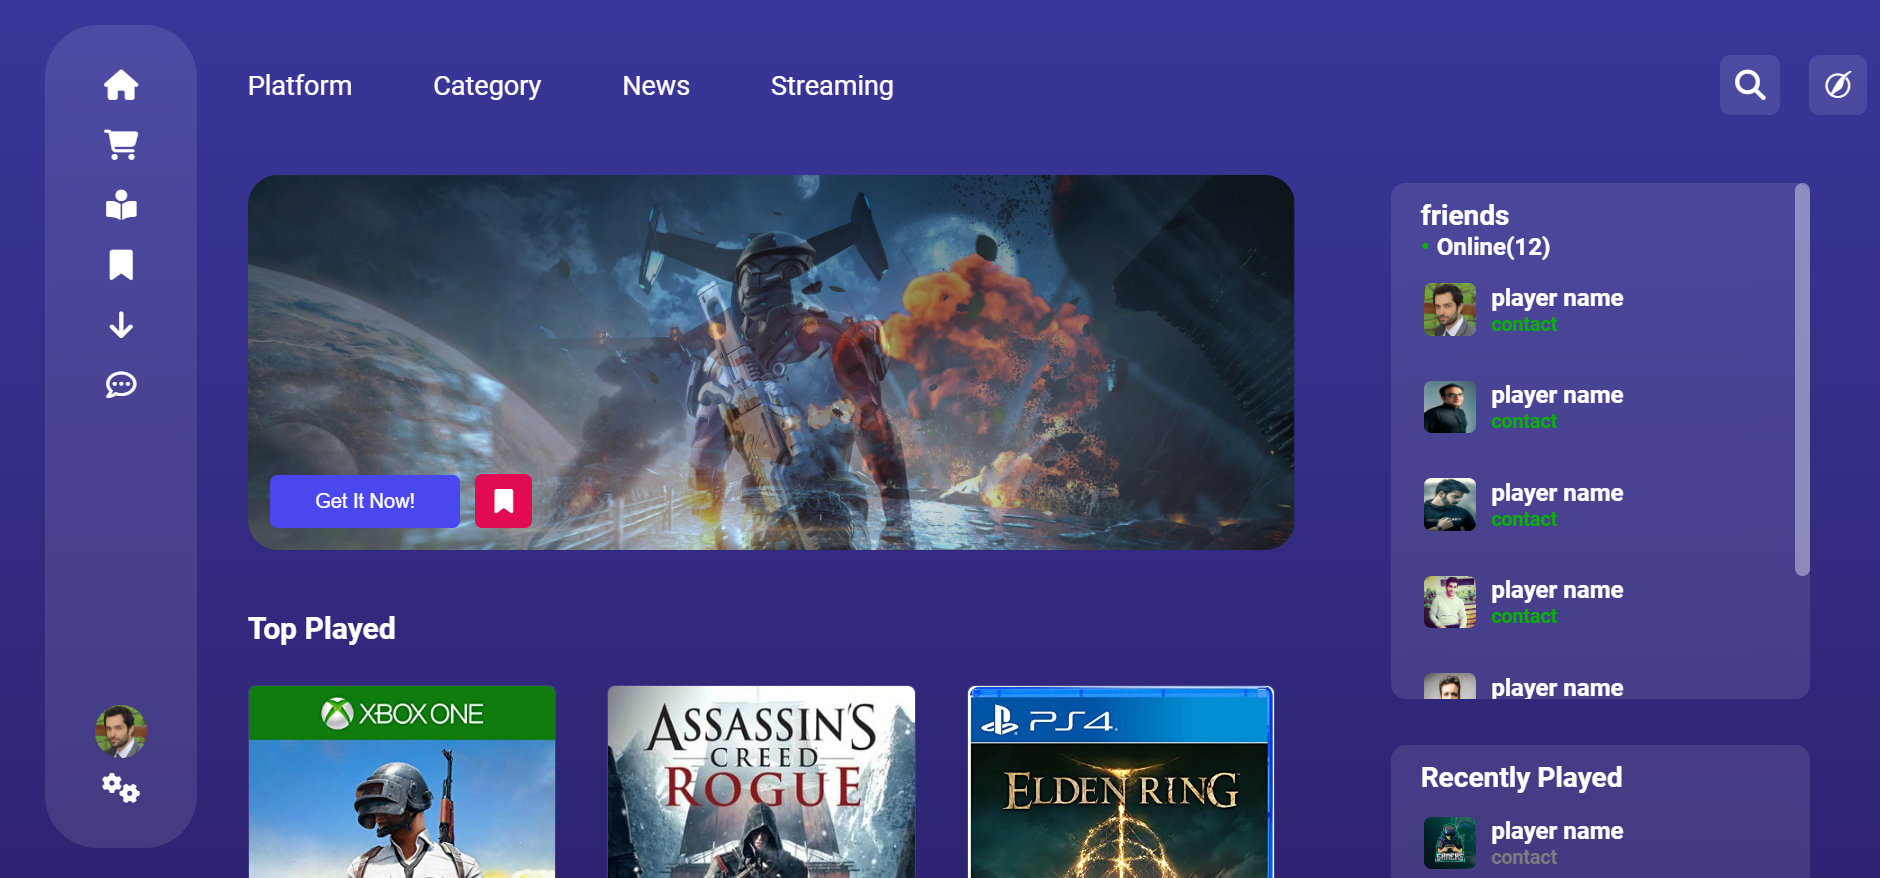 Platform
Category
News
Streaming
friends
Online(12)
player name
contact
player name
contact
player name
contact
player name
contact
player name
Get It Now!
Top Played
XBOX ONE
ASSASSIN'S
CREED
ROGUE
PS4
ELDEN RING
Recently Played
player name
contact